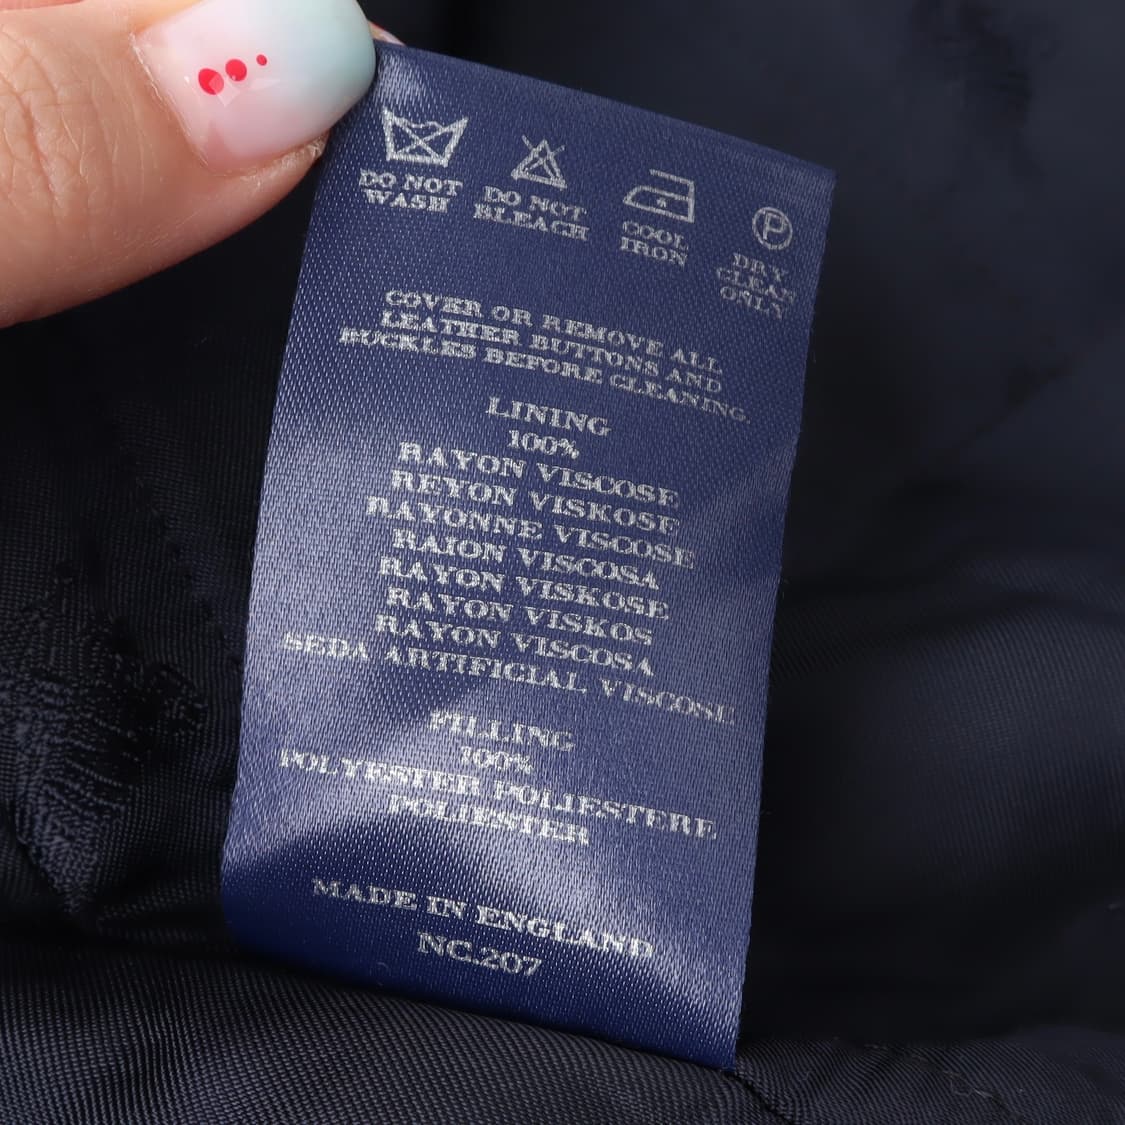 DO NOT
WASH
DO NOT
BLEACH
COOL
IRON
P
DRY
CLEAN
ONLY
COVER OR REMOVE ALL
LEATHER BUTTONS AND
BUCKLES BEFORE CLEANING.
LINING
100%
RAYON VISCOSE
REYON VISKOSE
RAYONNE VISCOSE
RAION VISCOSA
RAYON VISKOSE
RAYON VISKOS
RAYON VISCOSA
SEDA ARTIFICIAL VISCOSE
FILLING
100%
POLYESTER POLIESTERE
POLIESTER
MADE IN ENGLAND
NC.207